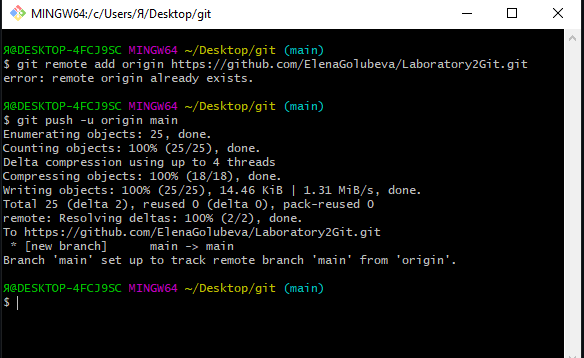 MINGW64:/c/Users/Я/Desktop/git
Я@DESKTOP-4FCJ9SC MINGW64 ~/Desktop/git (main)
$ git remote add origin https://github.com/ElenaGolubeva/Laboratory2Git.git
error: remote origin already exists.
Я@DESKTOP-4FCJ9SC MINGW64 ~/Desktop/git (main)
$ git push -u origin main
Enumerating objects: 25, done.
Counting objects: 100% (25/25), done.
Delta compression using up to 4 threads
Compressing objects: 100% (18/18), done.
Writing objects: 100% (25/25), 14.46 KiB | 1.31 MiB/s, done.
Total 25 (delta 2), reused 0 (delta 0), pack-reused 0
remote: Resolving deltas: 100% (2/2), done.
To https://github.com/ElenaGolubeva/Laboratory2Git.git
 * [new branch]      main -> main
Branch 'main' set up to track remote branch 'main' from 'origin'.
Я@DESKTOP-4FCJ9SC MINGW64 ~/Desktop/git (main)
$